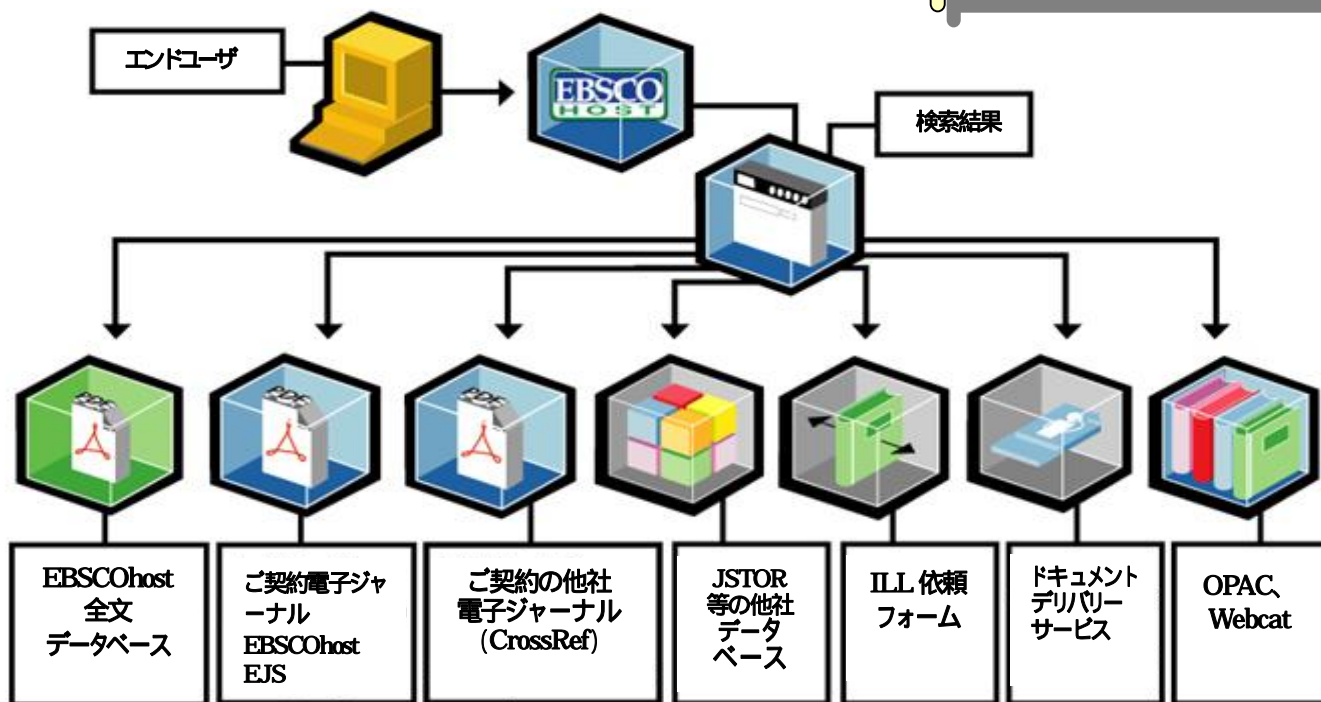 エンドユーザ
EBSCO
HOST
検索結果
PDF
PDF
PDF
EBSCOhost
全文
データベース
ご契約電子ジャ
ーナル
EBSCOhost
EJS
ご契約の他社
電子ジャーナル
(CrossRef)
JSTOR
等の他社
データ
ベース
ILL 依頼
フォーム
ドキュメント
デリバリー
サービス
OPAC、
Webcat